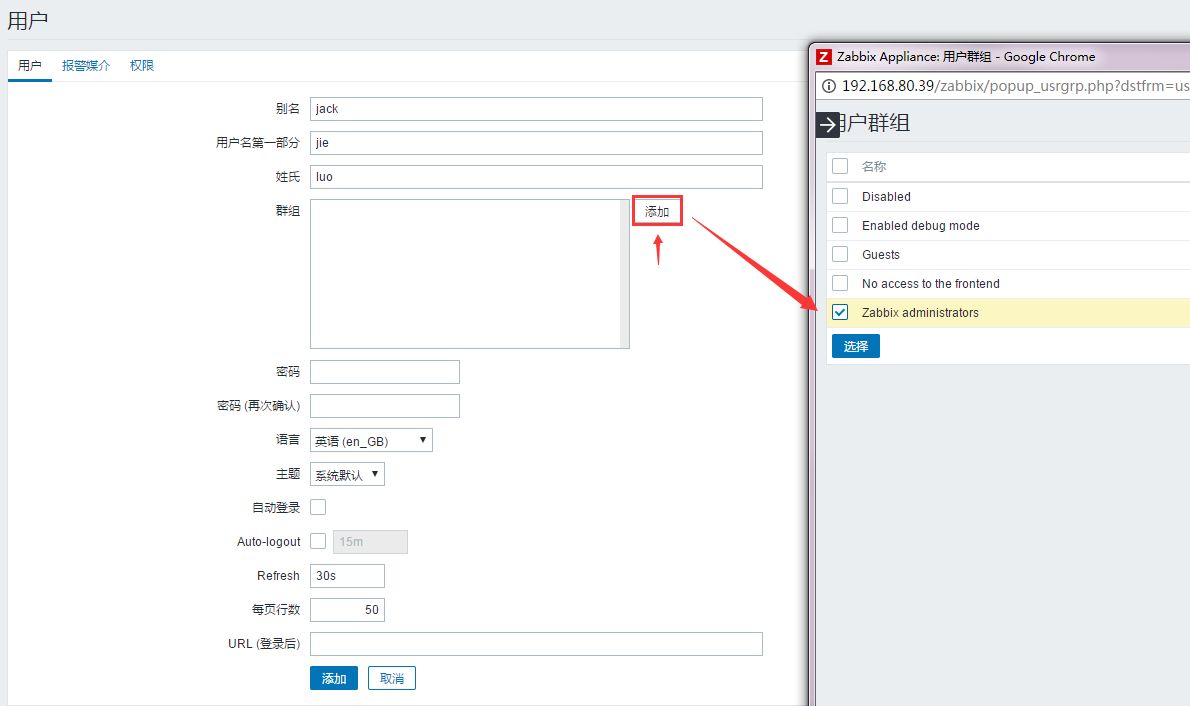 用户
用户 报警媒介 权限
别名 jack
用户名第一部分 jie
姓氏 luo
群组 添加
密码
密码 (再次确认)
语言 英语 (en_GB)
主题 系统默认
自动登录
Auto-logout 15m
Refresh 30s
每页行数 50
URL (登录后)
添加 取消
Z Zabbix Appliance: 用户群组 - Google Chrome
192.168.80.39/zabbix/popup_usrgrp.php?dstfrm=us
用户群组
名称
Disabled
Enabled debug mode
Guests
No access to the frontend
Zabbix administrators
选择